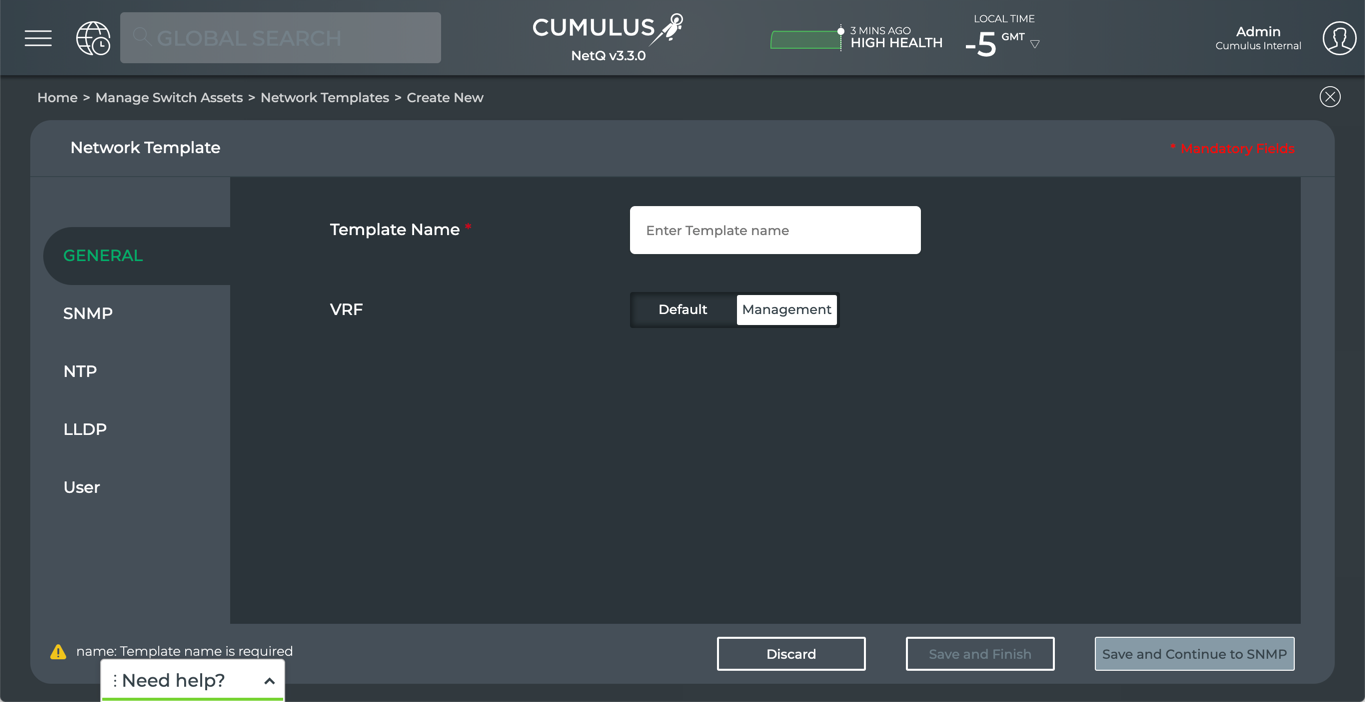 GLOBAL SEARCH
CUMULUS
NetQ v3.3.0
3 MINS AGO
HIGH HEALTH
LOCAL TIME
-5 GMT
Admin
Cumulus Internal
Home > Manage Switch Assets > Network Templates > Create New
Network Template
* Mandatory Fields
GENERAL
SNMP
NTP
LLDP
User
Template Name *
Enter Template name
VRF
Default
Management
name: Template name is required
Discard
Save and Finish
Save and Continue to SNMP
Need help?